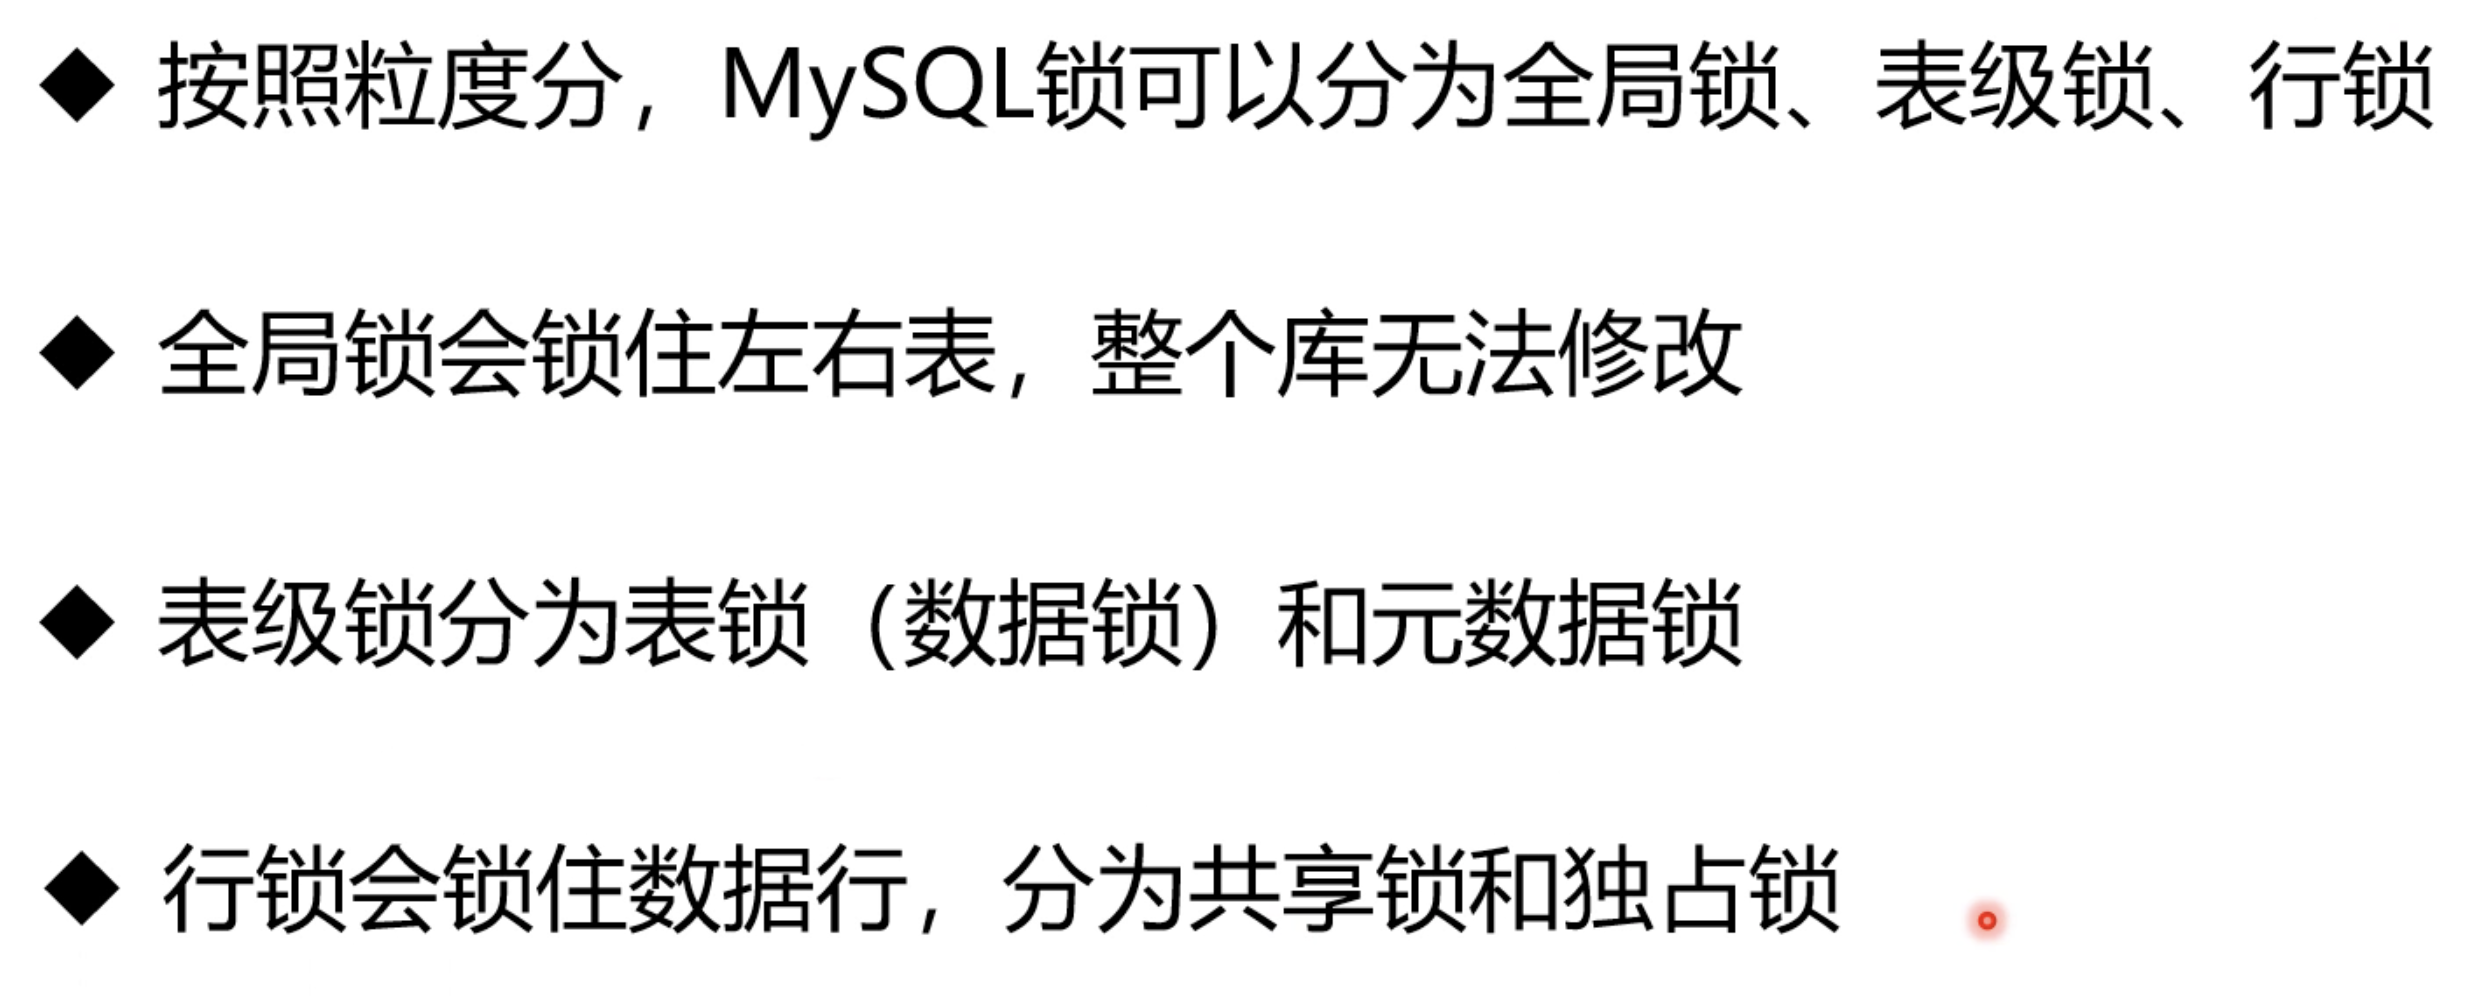 ◆ 按照粒度分，MySQL锁可以分为全局锁、表级锁、行锁
◆ 全局锁会锁住左右表，整个库无法修改
◆ 表级锁分为表锁（数据锁）和元数据锁
◆ 行锁会锁住数据行，分为共享锁和独占锁